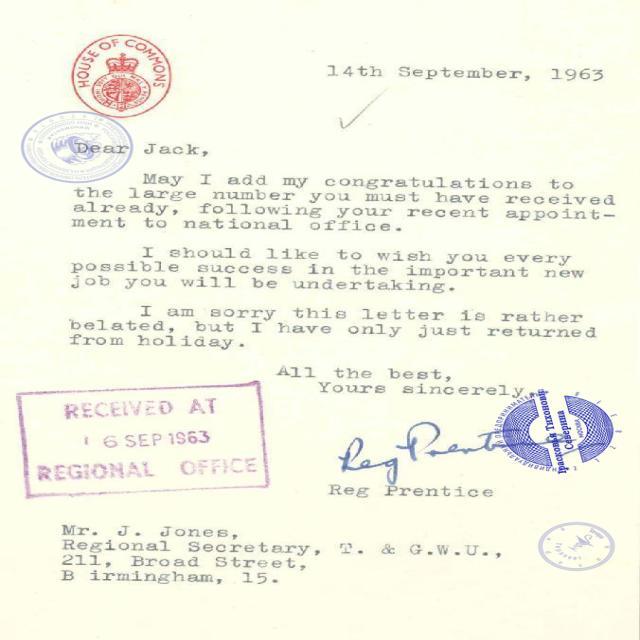 HOUSE OF COMMONS
14th September, 1963
Dear Jack,
May I add my congratulations to
the large number you must have received
already, following your recent appoint-
ment to national office.
I should like to wish you every
possible success in the important new
job you will be undertaking.
I am sorry this letter is rather
belated, but I have only just returned
from holiday.
All the best,
Yours sincerely,
RECEIVED AT
16 SEP 1963
REGIONAL OFFICE
Reg Prentice
Reg Prentice
Mr. J. Jones,
Regional Secretary, T. & G.W.U.,
211, Broad Street,
B irmingham, 15.